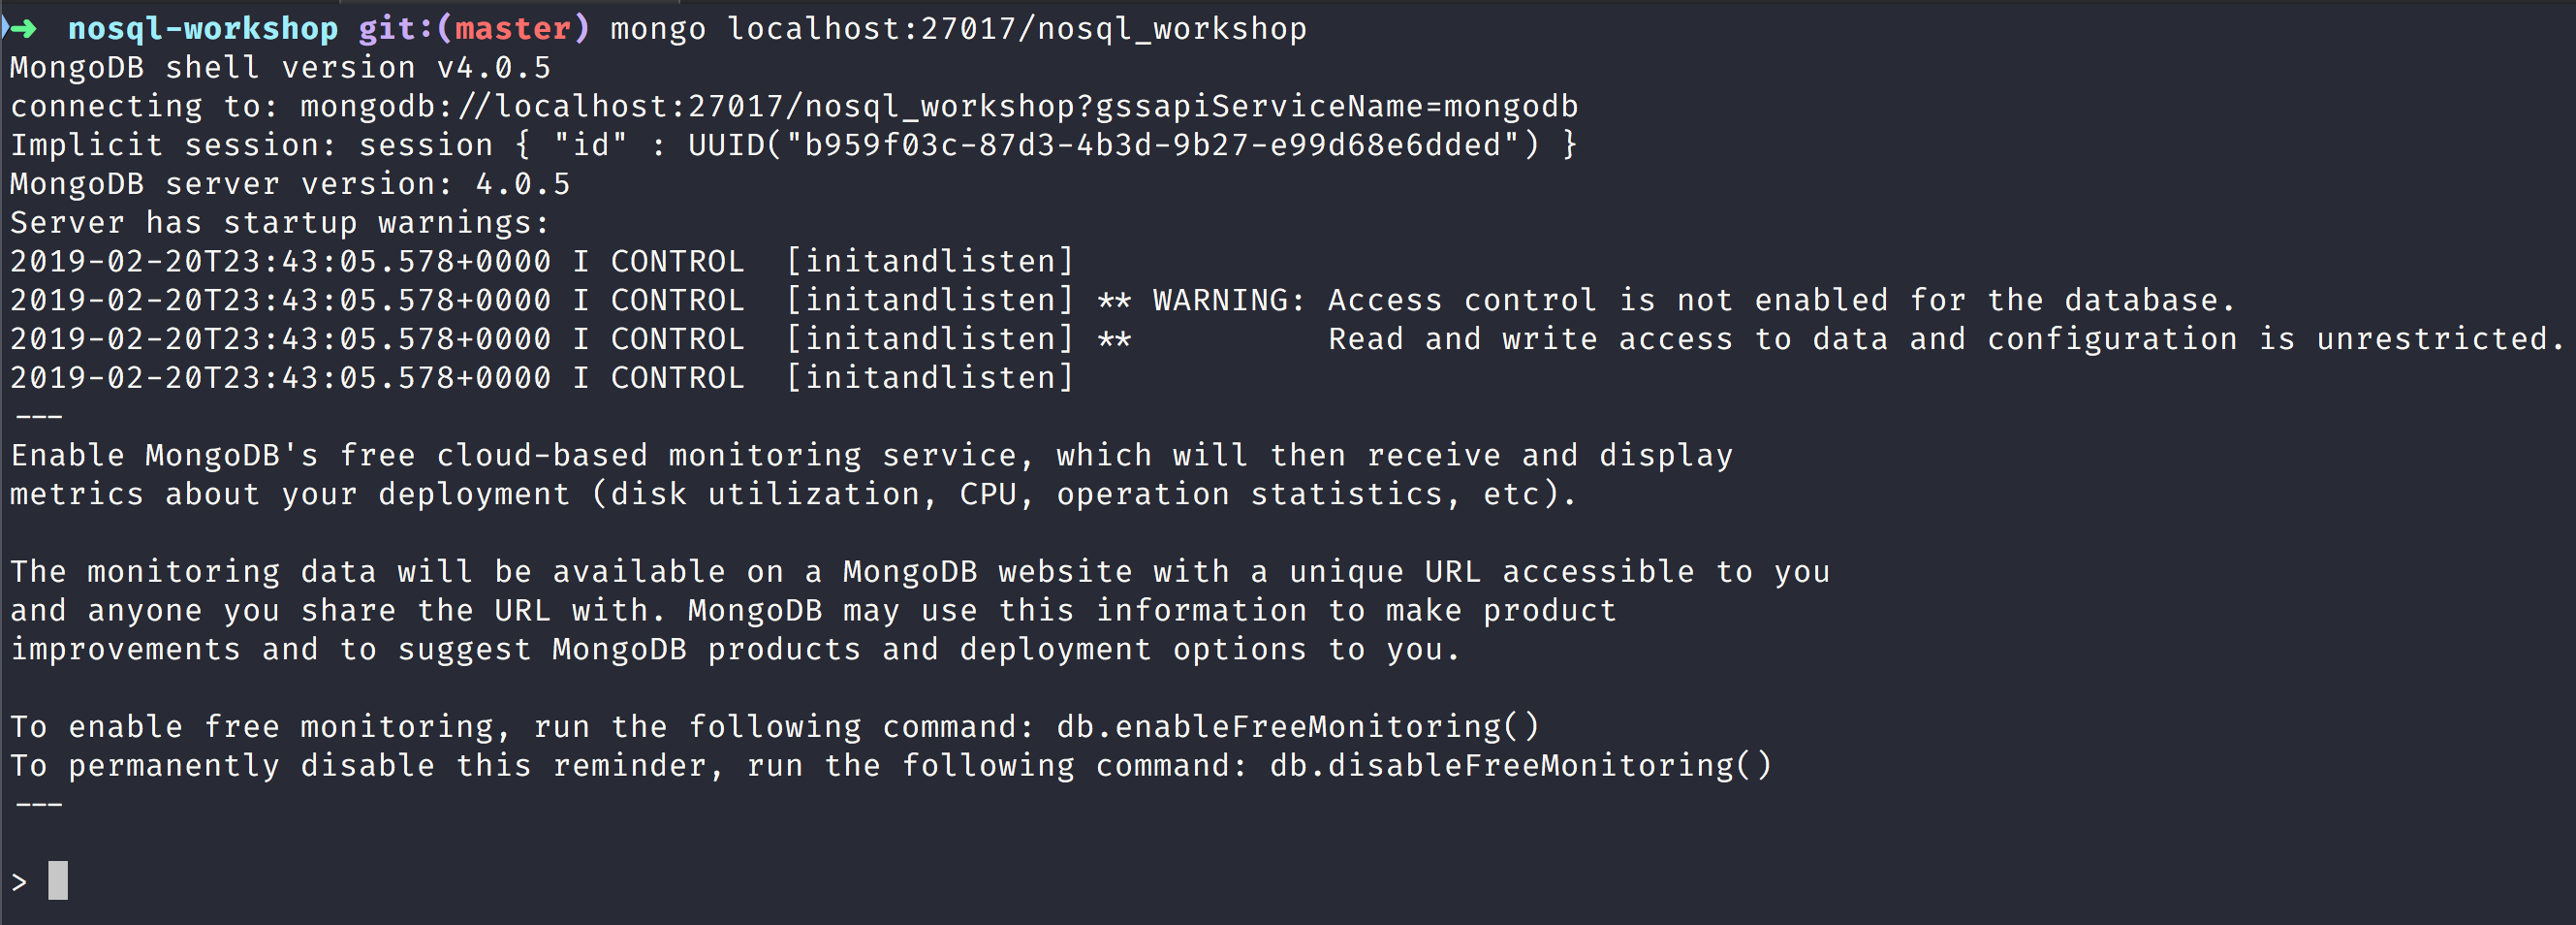 ➜  nosql-workshop git:(master) mongo localhost:27017/nosql_workshop
MongoDB shell version v4.0.5
connecting to: mongodb://localhost:27017/nosql_workshop?gssapiServiceName=mongodb
Implicit session: session { "id" : UUID("b959f03c-87d3-4b3d-9b27-e99d68e6dded") }
MongoDB server version: 4.0.5
Server has startup warnings:
2019-02-20T23:43:05.578+0000 I CONTROL  [initandlisten]
2019-02-20T23:43:05.578+0000 I CONTROL  [initandlisten] ** WARNING: Access control is not enabled for the database.
2019-02-20T23:43:05.578+0000 I CONTROL  [initandlisten] **          Read and write access to data and configuration is unrestricted.
2019-02-20T23:43:05.578+0000 I CONTROL  [initandlisten]
---
Enable MongoDB's free cloud-based monitoring service, which will then receive and display
metrics about your deployment (disk utilization, CPU, operation statistics, etc).

The monitoring data will be available on a MongoDB website with a unique URL accessible to you
and anyone you share the URL with. MongoDB may use this information to make product
improvements and to suggest MongoDB products and deployment options to you.

To enable free monitoring, run the following command: db.enableFreeMonitoring()
To permanently disable this reminder, run the following command: db.disableFreeMonitoring()
---

>